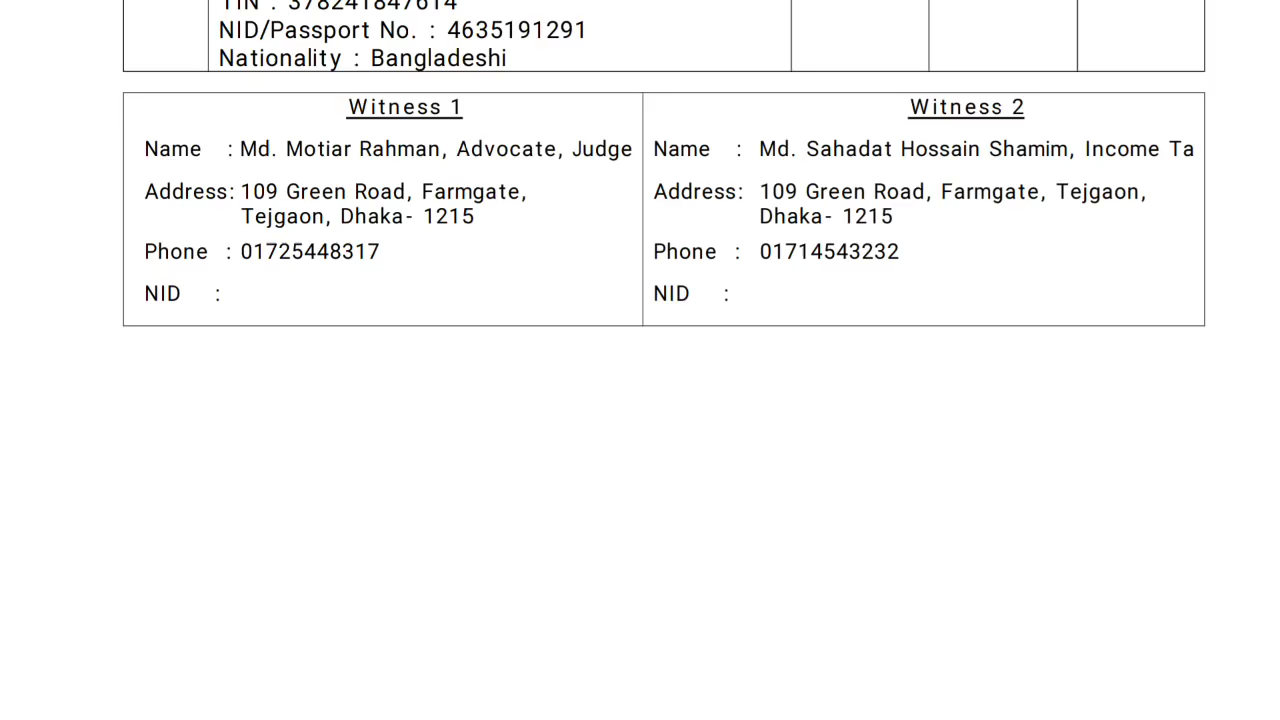 TIN : 378241847614
NID/Passport No. : 4635191291
Nationality : Bangladeshi
Witness 1
Name : Md. Motiar Rahman, Advocate, Judge
Address: 109 Green Road, Farmgate,
Tejgaon, Dhaka- 1215
Phone : 01725448317
NID :
Witness 2
Name : Md. Sahadat Hossain Shamim, Income Ta
Address: 109 Green Road, Farmgate, Tejgaon,
Dhaka- 1215
Phone : 01714543232
NID :